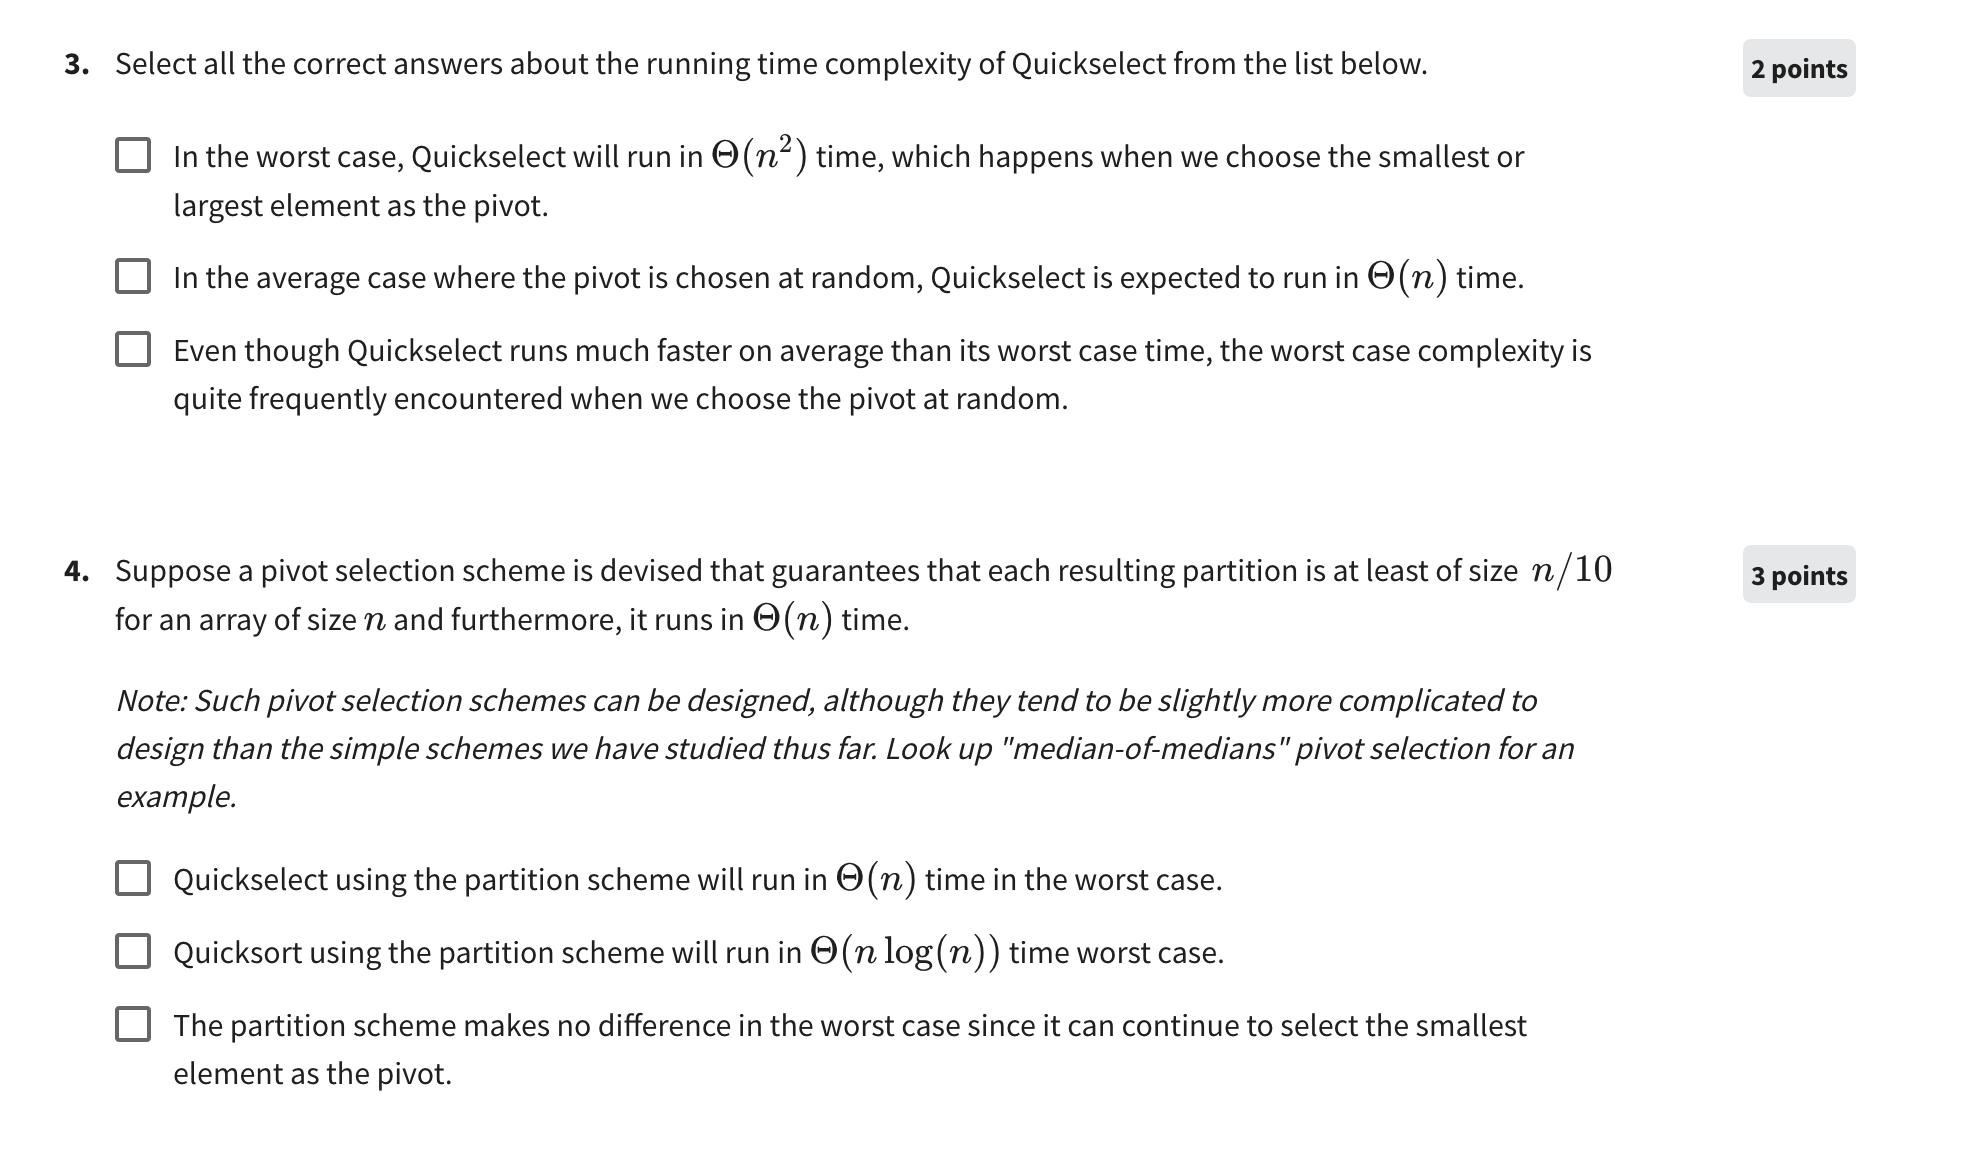 3. Select all the correct answers about the running time complexity of Quickselect from the list below.
2 points
In the worst case, Quickselect will run in Θ(n²) time, which happens when we choose the smallest or
largest element as the pivot.
In the average case where the pivot is chosen at random, Quickselect is expected to run in Θ(n) time.
Even though Quickselect runs much faster on average than its worst case time, the worst case complexity is
quite frequently encountered when we choose the pivot at random.
4. Suppose a pivot selection scheme is devised that guarantees that each resulting partition is at least of size n/10
3 points
for an array of size n and furthermore, it runs in Θ(n) time.
Note: Such pivot selection schemes can be designed, although they tend to be slightly more complicated to
design than the simple schemes we have studied thus far. Look up "median-of-medians" pivot selection for an
example.
Quickselect using the partition scheme will run in Θ(n) time in the worst case.
Quicksort using the partition scheme will run in Θ(n log(n)) time worst case.
The partition scheme makes no difference in the worst case since it can continue to select the smallest
element as the pivot.